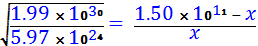 √(1.99 × 10³⁰ / 5.97 × 10²⁴) = (1.50 × 10¹¹ − x) / x